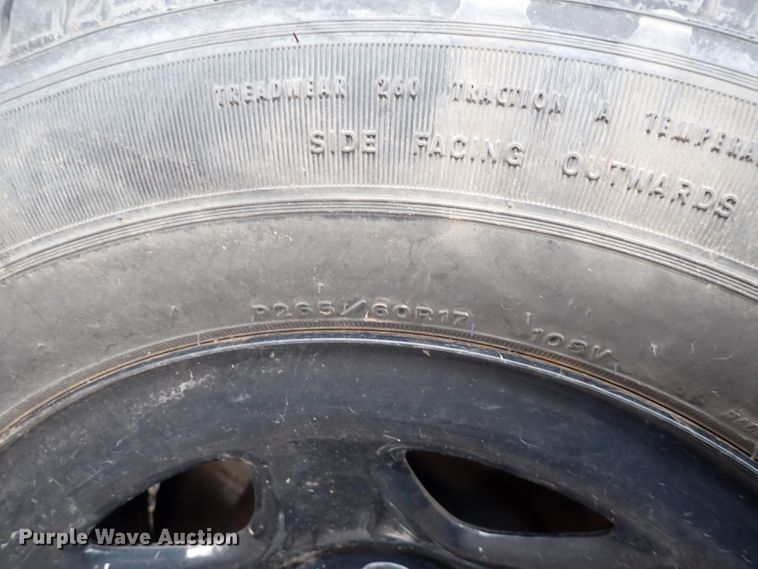 TREADWEAR 260 TRACTION A
SIDE FACING OUTWARDS
P265/60R17 108V
Purple Wave Auction